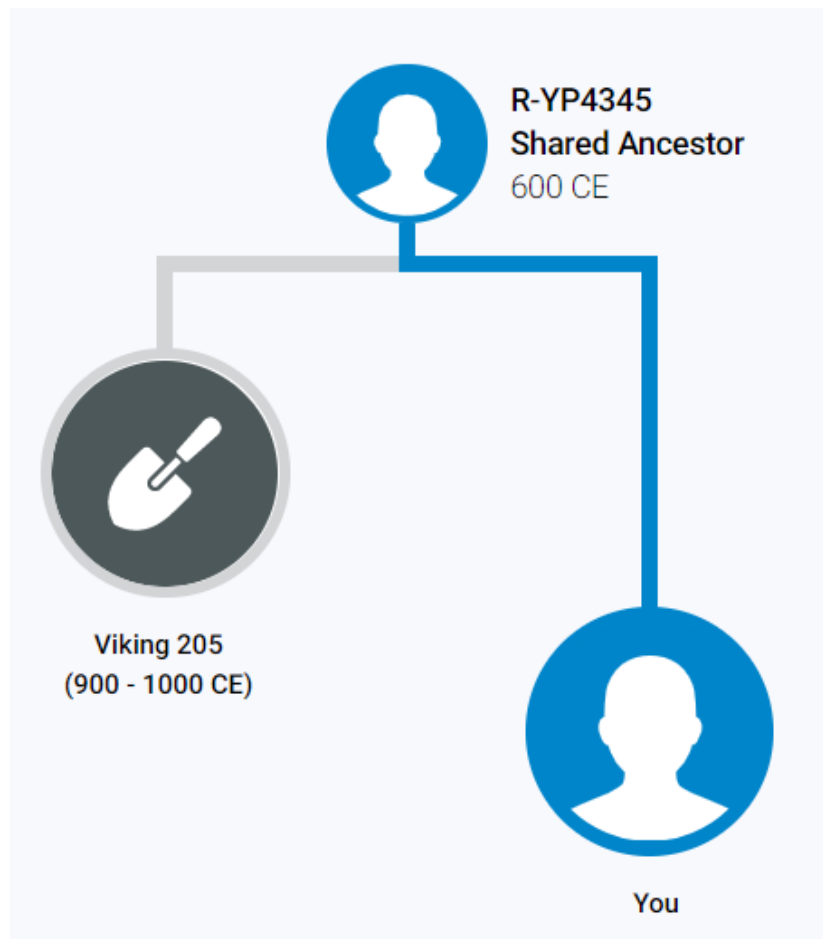 R-YP4345
Shared Ancestor
600 CE
Viking 205
(900 - 1000 CE)
You